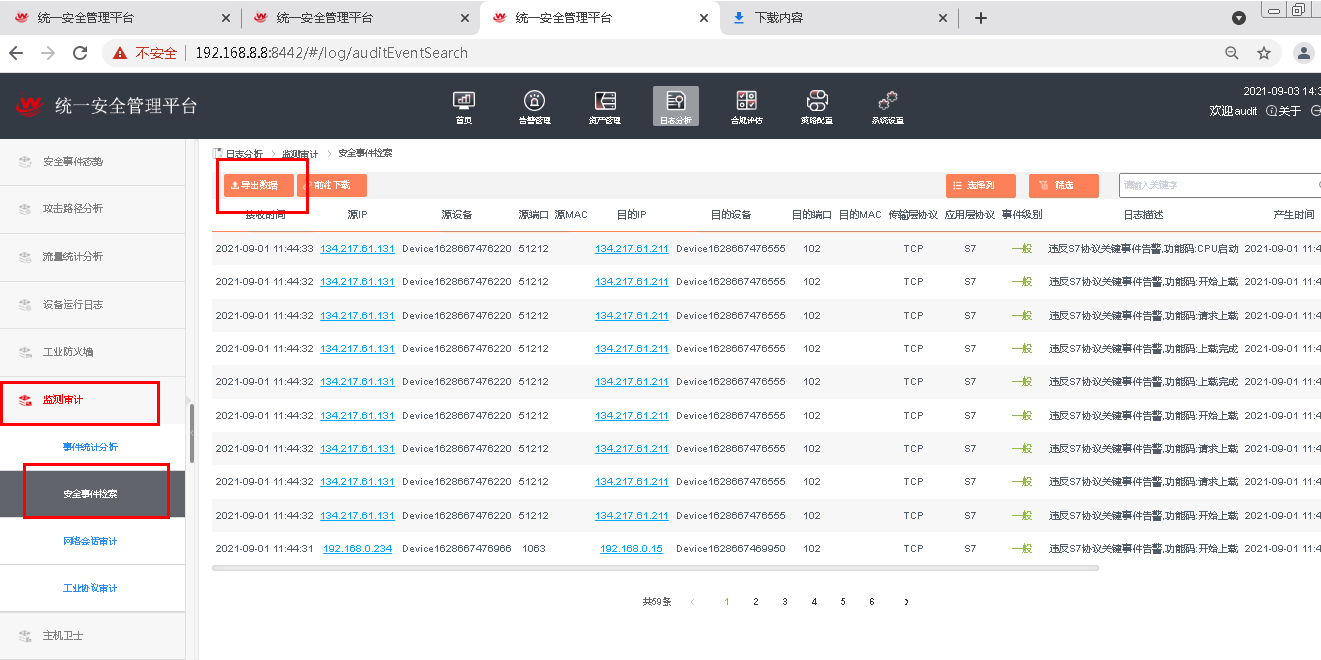 统一安全管理平台 统一安全管理平台 统一安全管理平台 下载内容
不安全 192.168.8.8:8442/#/log/auditEventSearch
2021-09-03 14:3
统一安全管理平台 首页 告警管理 资产管理 日志分析 合规评估 策略配置 系统设置 欢迎audit 关于
安全事件态势
攻击路径分析
流量统计分析
设备运行日志
工业防火墙
监测审计
事件统计分析
安全事件检索
网络会话审计
工业协议审计
主机卫士
日志分析 > 监测审计 > 安全事件检索
导出数据 前往下载 选择列 筛选 请输入关键字
接收时间 源IP 源设备 源端口 源MAC 目的IP 目的设备 目的端口 目的MAC 传输层协议 应用层协议 事件级别 日志描述 产生时间
2021-09-01 11:44:33 134.217.61.131 Device1628667476220 51212 134.217.61.211 Device1628667476555 102 TCP S7 一般 违反S7协议关键事件告警,功能码:CPU启动 2021-09-01 11:4
2021-09-01 11:44:32 134.217.61.131 Device1628667476220 51212 134.217.61.211 Device1628667476555 102 TCP S7 一般 违反S7协议关键事件告警,功能码:开始上载 2021-09-01 11:4
2021-09-01 11:44:32 134.217.61.131 Device1628667476220 51212 134.217.61.211 Device1628667476555 102 TCP S7 一般 违反S7协议关键事件告警,功能码:请求上载 2021-09-01 11:4
2021-09-01 11:44:32 134.217.61.131 Device1628667476220 51212 134.217.61.211 Device1628667476555 102 TCP S7 一般 违反S7协议关键事件告警,功能码:上载完成 2021-09-01 11:4
2021-09-01 11:44:32 134.217.61.131 Device1628667476220 51212 134.217.61.211 Device1628667476555 102 TCP S7 一般 违反S7协议关键事件告警,功能码:上载完成 2021-09-01 11:4
2021-09-01 11:44:32 134.217.61.131 Device1628667476220 51212 134.217.61.211 Device1628667476555 102 TCP S7 一般 违反S7协议关键事件告警,功能码:开始上载 2021-09-01 11:4
2021-09-01 11:44:32 134.217.61.131 Device1628667476220 51212 134.217.61.211 Device1628667476555 102 TCP S7 一般 违反S7协议关键事件告警,功能码:请求上载 2021-09-01 11:4
2021-09-01 11:44:32 134.217.61.131 Device1628667476220 51212 134.217.61.211 Device1628667476555 102 TCP S7 一般 违反S7协议关键事件告警,功能码:请求上载 2021-09-01 11:4
2021-09-01 11:44:32 134.217.61.131 Device1628667476220 51212 134.217.61.211 Device1628667476555 102 TCP S7 一般 违反S7协议关键事件告警,功能码:开始上载 2021-09-01 11:4
2021-09-01 11:44:31 192.168.0.234 Device1628667476966 1063 192.168.0.15 Device1628667469950 102 TCP S7 一般 违反S7协议关键事件告警,功能码:开始上载 2021-09-01 11:4
共59条 < 1 2 3 4 5 6 >